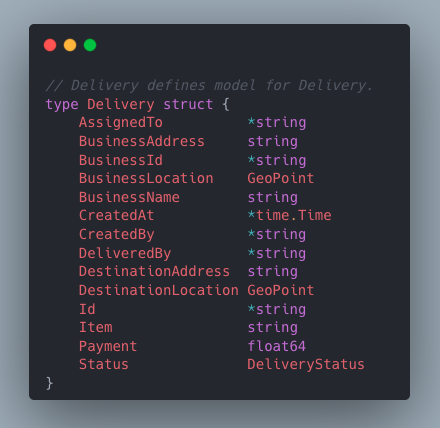 // Delivery defines model for Delivery.
type Delivery struct {
    AssignedTo          *string
    BusinessAddress     string
    BusinessId          *string
    BusinessLocation    GeoPoint
    BusinessName        string
    CreatedAt           *time.Time
    CreatedBy           *string
    DeliveredBy         *string
    DestinationAddress  string
    DestinationLocation GeoPoint
    Id                  *string
    Item                string
    Payment             float64
    Status              DeliveryStatus
}